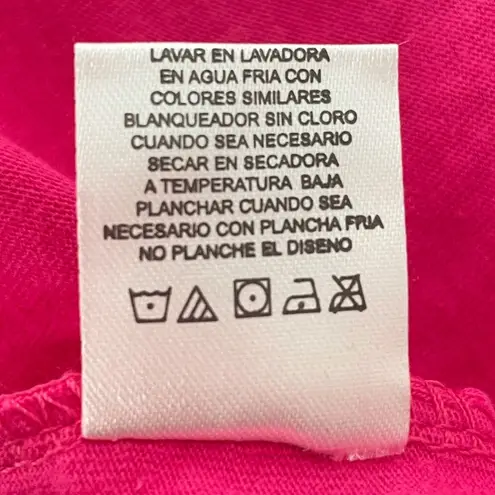 LAVAR EN LAVADORA
EN AGUA FRIA CON
COLORES SIMILARES
BLANQUEADOR SIN CLORO
CUANDO SEA NECESARIO
SECAR EN SECADORA
A TEMPERATURA BAJA
PLANCHAR CUANDO SEA
NECESARIO CON PLANCHA FRIA
NO PLANCHE EL DISENO